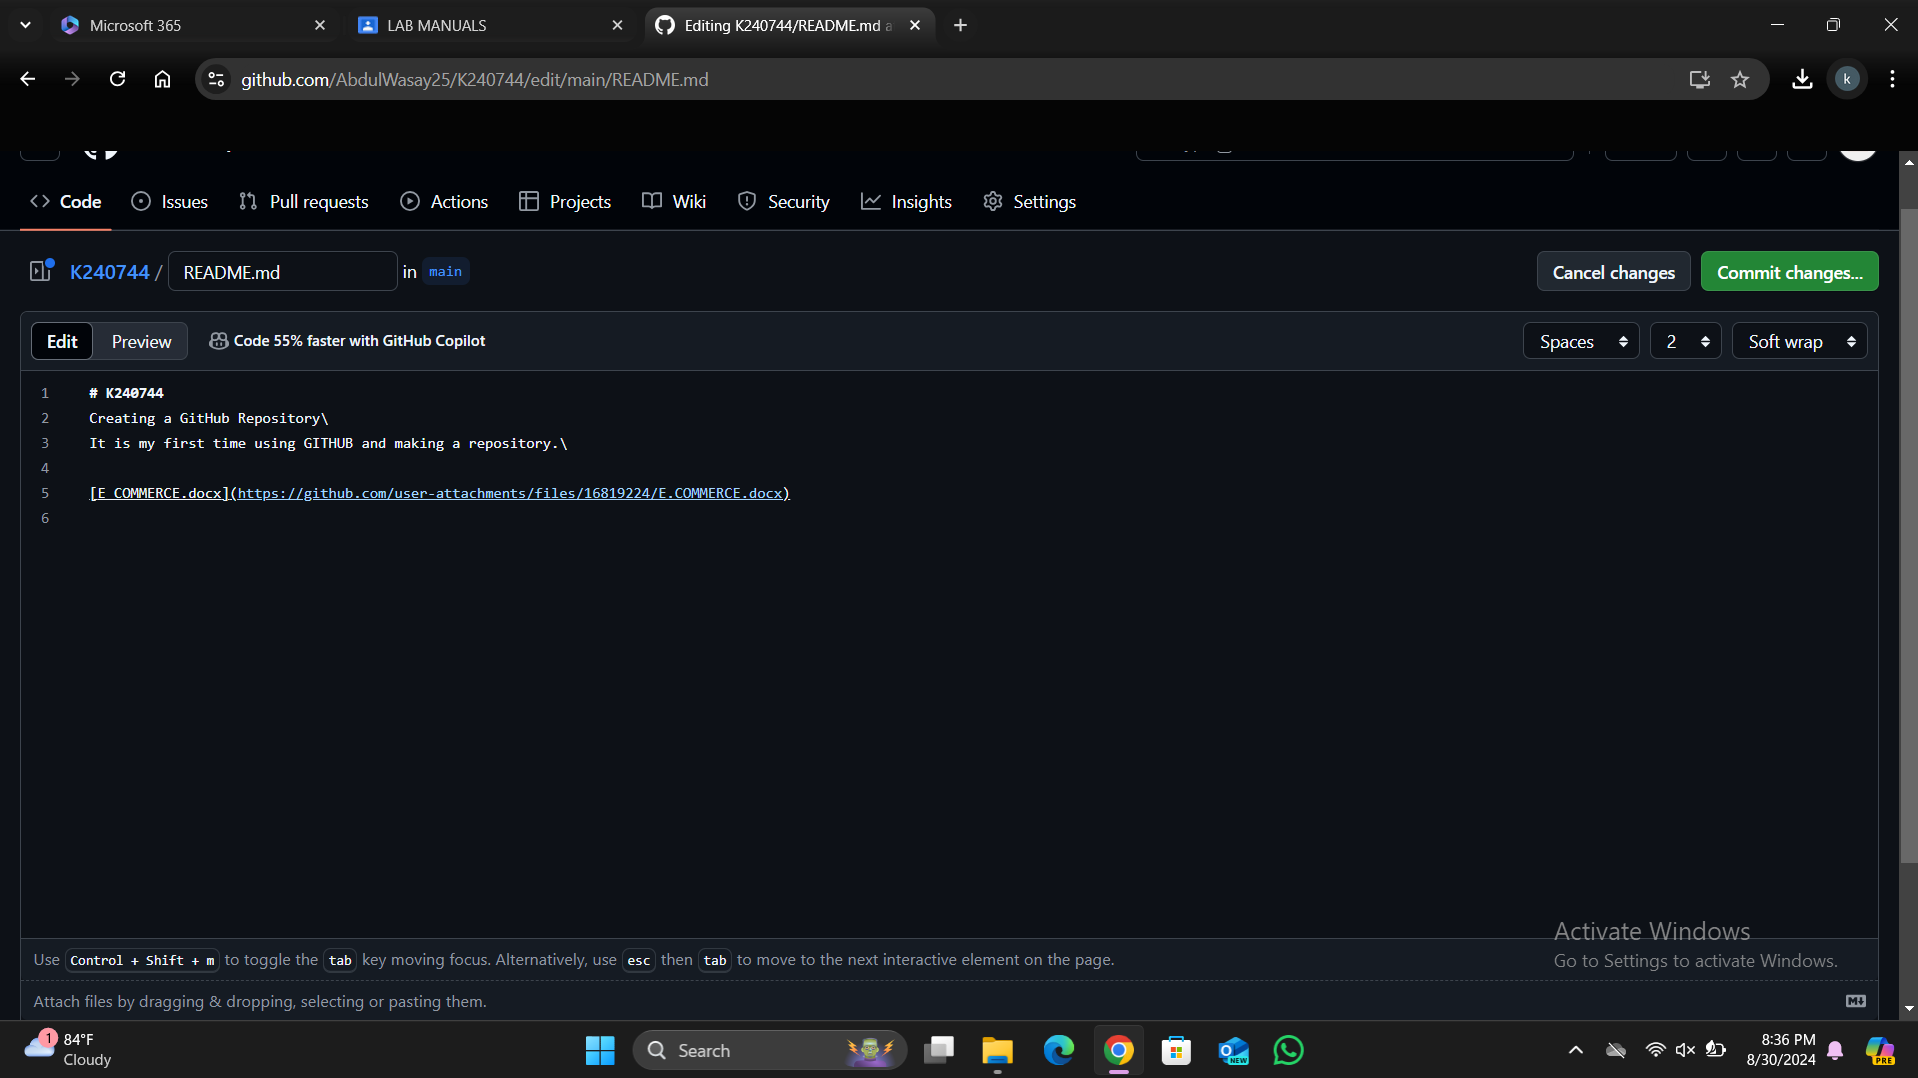 Microsoft 365
LAB MANUALS
Editing K240744/README.md a
github.com/AbdulWasay25/K240744/edit/main/README.md
k
Code
Issues
Pull requests
Actions
Projects
Wiki
Security
Insights
Settings
K240744 / README.md in main
Cancel changes
Commit changes...
Edit
Preview
Code 55% faster with GitHub Copilot
Spaces
2
Soft wrap
1 # K240744
2 Creating a GitHub Repository\
3 It is my first time using GITHUB and making a repository.\
4
5 [E COMMERCE.docx](https://github.com/user-attachments/files/16819224/E.COMMERCE.docx)
6
Activate Windows
Go to Settings to activate Windows.
Use Control + Shift + m to toggle the tab key moving focus. Alternatively, use esc then tab to move to the next interactive element on the page.
Attach files by dragging & dropping, selecting or pasting them.
1
84°F
Cloudy
Search
NEW
8:36 PM
8/30/2024
PRE